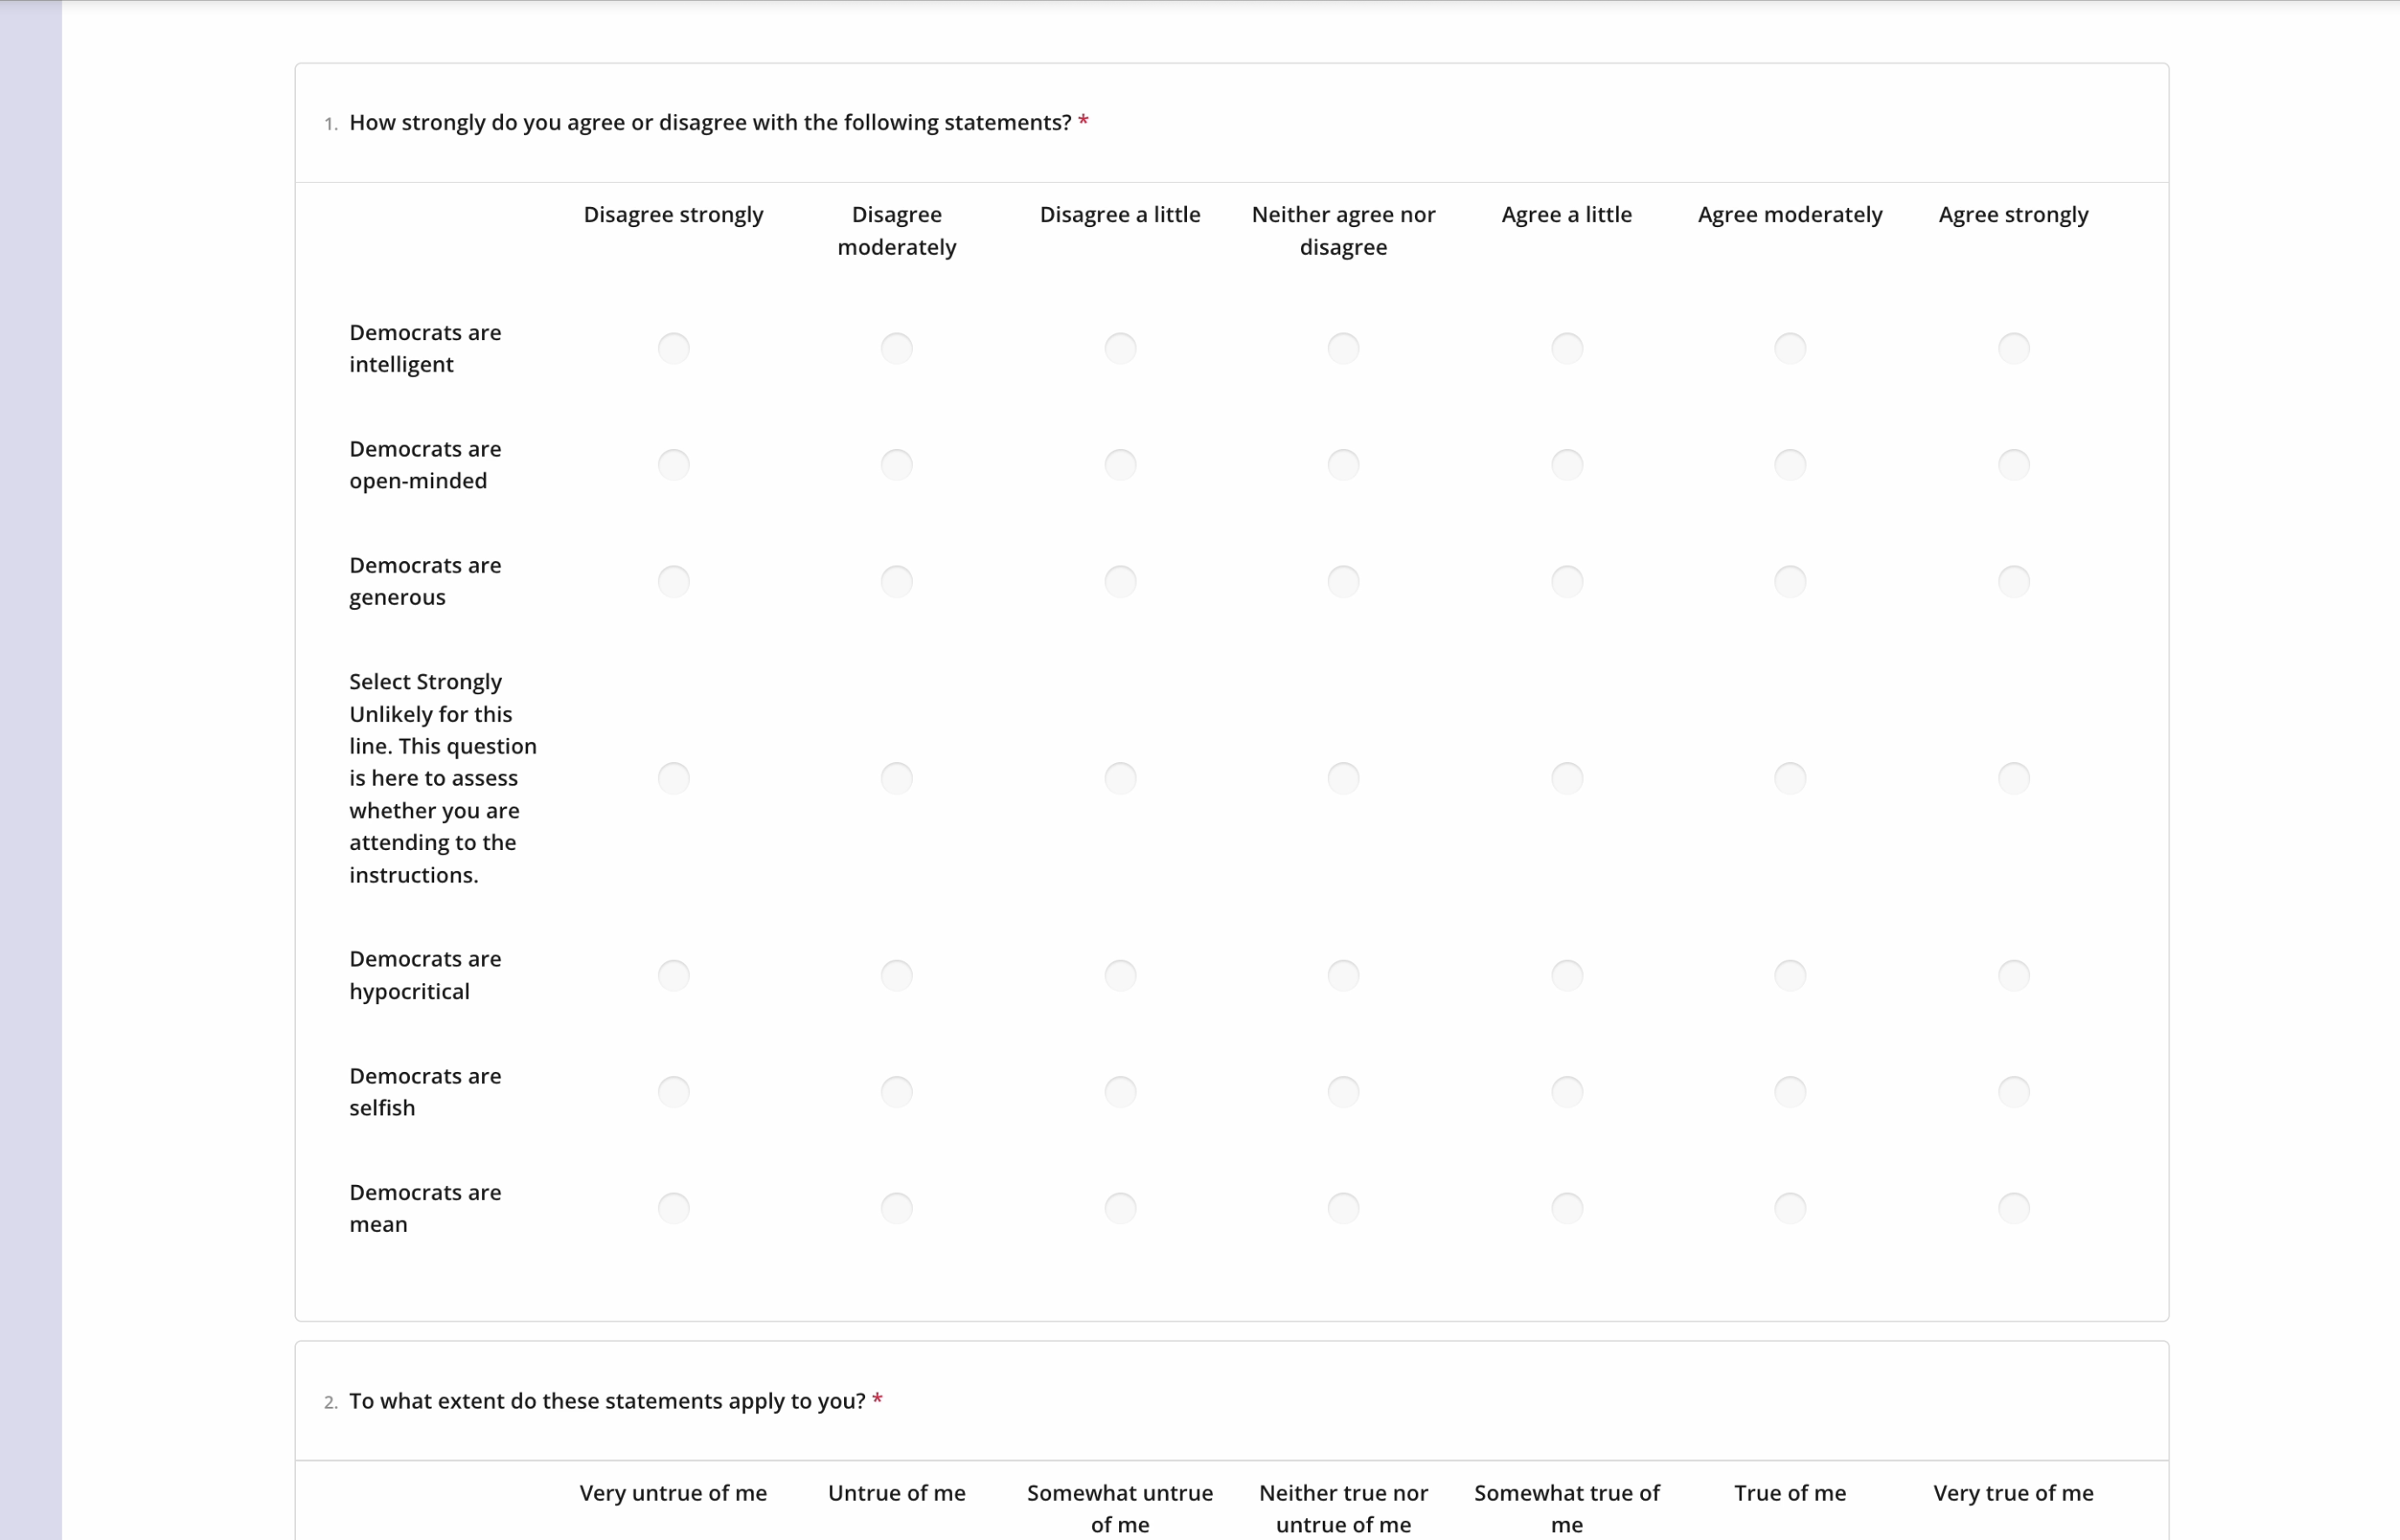 1. How strongly do you agree or disagree with the following statements? *
Disagree strongly Disagree moderately Disagree a little Neither agree nor disagree Agree a little Agree moderately Agree strongly
Democrats are
intelligent
Democrats are
open-minded
Democrats are
generous
Select Strongly
Unlikely for this
line. This question
is here to assess
whether you are
attending to the
instructions.
Democrats are
hypocritical
Democrats are
selfish
Democrats are
mean
2. To what extent do these statements apply to you? *
Very untrue of me Untrue of me Somewhat untrue of me Neither true nor untrue of me Somewhat true of me True of me Very true of me